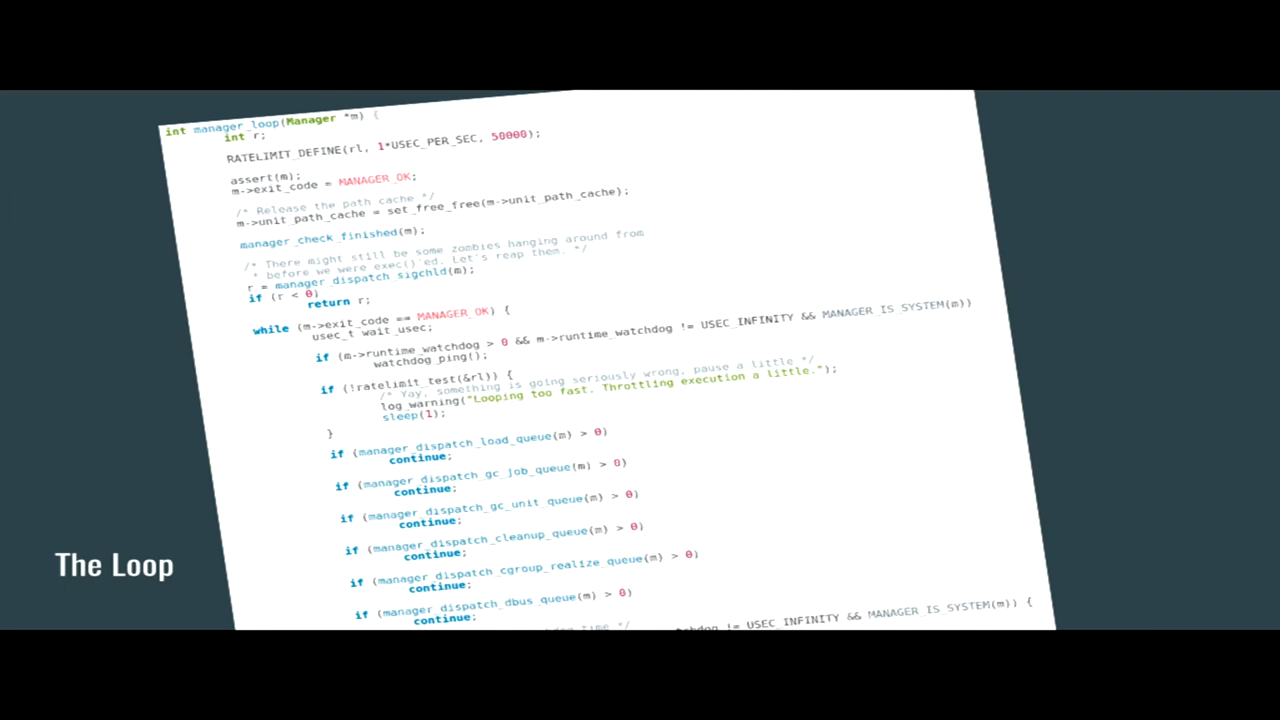 int manager_loop(Manager *m) {
int r;
RATELIMIT_DEFINE(rl, 1*USEC_PER_SEC, 50000);
assert(m);
m->exit_code = MANAGER_OK;
/* Release the path cache */
m->unit_path_cache = set_free_free(m->unit_path_cache);
manager_check_finished(m);
/* There might still be some zombies hanging around from
* before we were exec()'ed. Let's reap them. */
r = manager_dispatch_sigchld(m);
if (r < 0)
return r;
while (m->exit_code == MANAGER_OK) {
usec_t wait_usec;
if (m->runtime_watchdog > 0 && m->runtime_watchdog != USEC_INFINITY && MANAGER_IS_SYSTEM(m))
watchdog_ping();
if (!ratelimit_test(&rl)) {
/* Yay, something is going seriously wrong, pause a little */
log_warning("Looping too fast. Throttling execution a little.");
sleep(1);
}
if (manager_dispatch_load_queue(m) > 0)
continue;
if (manager_dispatch_gc_job_queue(m) > 0)
continue;
if (manager_dispatch_gc_unit_queue(m) > 0)
continue;
if (manager_dispatch_cleanup_queue(m) > 0)
continue;
if (manager_dispatch_cgroup_realize_queue(m) > 0)
continue;
if (manager_dispatch_dbus_queue(m) > 0)
continue;
time */
!= USEC_INFINITY && MANAGER_IS_SYSTEM(m)) {
The Loop